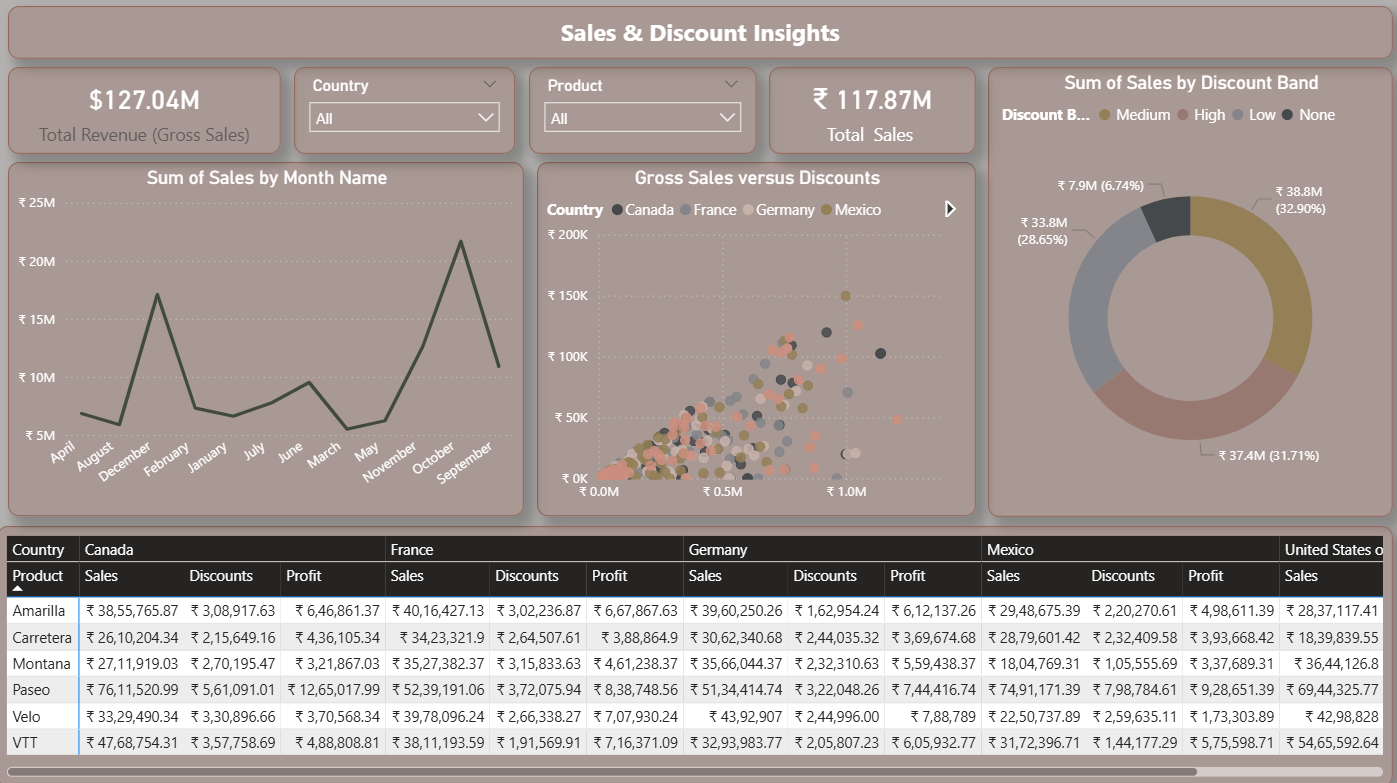 Sales & Discount Insights
$127.04M
Total Revenue (Gross Sales)
Country
All
Product
All
₹ 117.87M
Total Sales
Sum of Sales by Discount Band
Discount B... Medium High Low None
₹ 7.9M (6.74%)
₹ 38.8M
(32.90%)
₹ 33.8M
(28.65%)
₹ 37.4M (31.71%)
Sum of Sales by Month Name
₹ 25M
₹ 20M
₹ 15M
₹ 10M
₹ 5M
April August December February January July June March May November October September
Gross Sales versus Discounts
Country Canada France Germany Mexico
₹ 200K
₹ 150K
₹ 100K
₹ 50K
₹ 0K
₹ 0.0M ₹ 0.5M ₹ 1.0M
Country Canada France Germany Mexico United States o
Product Sales Discounts Profit Sales Discounts Profit Sales Discounts Profit Sales Discounts Profit Sales
Amarilla ₹ 38,55,765.87 ₹ 3,08,917.63 ₹ 6,46,861.37 ₹ 40,16,427.13 ₹ 3,02,236.87 ₹ 6,67,867.63 ₹ 39,60,250.26 ₹ 1,62,954.24 ₹ 6,12,137.26 ₹ 29,48,675.39 ₹ 2,20,270.61 ₹ 4,98,611.39 ₹ 28,37,117.41
Carretera ₹ 26,10,204.34 ₹ 2,15,649.16 ₹ 4,36,105.34 ₹ 34,23,321.9 ₹ 2,64,507.61 ₹ 3,88,864.9 ₹ 30,62,340.68 ₹ 2,44,035.32 ₹ 3,69,674.68 ₹ 28,79,601.42 ₹ 2,32,409.58 ₹ 3,93,668.42 ₹ 18,39,839.55
Montana ₹ 27,11,919.03 ₹ 2,70,195.47 ₹ 3,21,867.03 ₹ 35,27,382.37 ₹ 3,15,833.63 ₹ 4,61,238.37 ₹ 35,66,044.37 ₹ 2,32,310.63 ₹ 5,59,438.37 ₹ 18,04,769.31 ₹ 1,05,555.69 ₹ 3,37,689.31 ₹ 36,44,126.8
Paseo ₹ 76,11,520.99 ₹ 5,61,091.01 ₹ 12,65,017.99 ₹ 52,39,191.06 ₹ 3,72,075.94 ₹ 8,38,748.56 ₹ 51,34,414.74 ₹ 3,22,048.26 ₹ 7,44,416.74 ₹ 74,91,171.39 ₹ 7,98,784.61 ₹ 9,28,651.39 ₹ 69,44,325.77
Velo ₹ 33,29,490.34 ₹ 3,30,896.66 ₹ 3,70,568.34 ₹ 39,78,096.24 ₹ 2,66,338.27 ₹ 7,07,930.24 ₹ 43,92,907 ₹ 2,44,996.00 ₹ 7,88,789 ₹ 22,50,737.89 ₹ 2,59,635.11 ₹ 1,73,303.89 ₹ 42,98,828
VTT ₹ 47,68,754.31 ₹ 3,57,758.69 ₹ 4,88,808.81 ₹ 38,11,193.59 ₹ 1,91,569.91 ₹ 7,16,371.09 ₹ 32,93,983.77 ₹ 2,05,807.23 ₹ 6,05,932.77 ₹ 31,72,396.71 ₹ 1,44,177.29 ₹ 5,75,598.71 ₹ 54,65,592.64